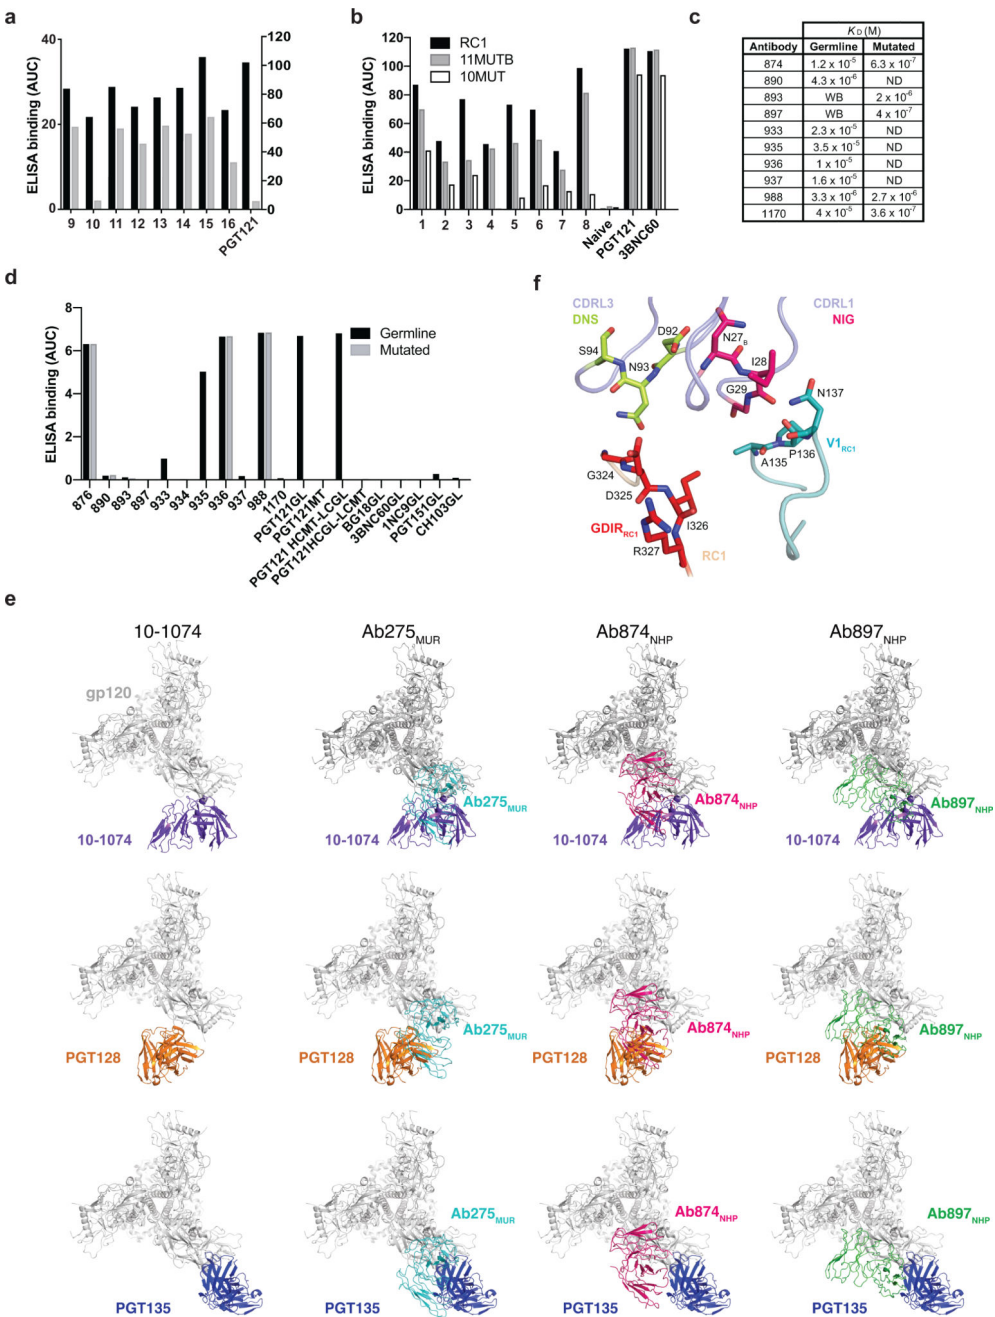 a
ELISA binding (AUC)
40
20
0
120
100
80
60
40
20
0
9 10 11 12 13 14 15 16 PGT121
b
ELISA binding (AUC)
120
100
80
60
40
20
0
RC1
11MUTB
10MUT
1 2 3 4 5 6 7 8 Naive PGT121 3BNC60
c
K_D (M)
Antibody Germline Mutated
874 1.2 x 10^-5 6.3 x 10^-7
890 4.3 x 10^-6 ND
893 WB 2 x 10^-6
897 WB 4 x 10^-7
933 2.3 x 10^-5 ND
935 3.5 x 10^-5 ND
936 1 x 10^-5 ND
937 1.6 x 10^-5 ND
988 3.3 x 10^-6 2.7 x 10^-6
1170 4 x 10^-5 3.6 x 10^-7
d
ELISA binding (AUC)
8
6
4
2
0
Germline
Mutated
876 890 893 897 933 934 935 936 937 988 1170 PGT121GL PGT121MT PGT121 HCMT-LCGL PGT121HCGL-LCMT BG18GL 3BNC60GL 1NC9GL PGT151GL CH103GL
f
CDRL3
DNS
CDRL1
NIG
D92
S94
N93
N27B
I28
G29
N137
V1RC1
P136
A135
G324
D325
I326
GDIRRC1
R327
RC1
e
10-1074
Ab275MUR
Ab874NHP
Ab897NHP
gp120
10-1074
Ab275MUR
10-1074
Ab874NHP
10-1074
Ab897NHP
PGT128
PGT128
Ab275MUR
PGT128
Ab874NHP
PGT128
Ab897NHP
PGT135
Ab275MUR
PGT135
Ab874NHP
PGT135
Ab897NHP
PGT135